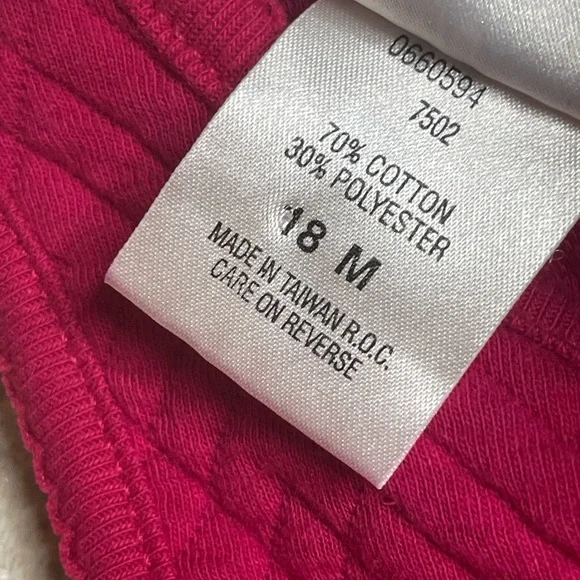 0660594
7502
70% COTTON
30% POLYESTER
18 M
MADE IN TAIWAN R.O.C.
CARE ON REVERSE